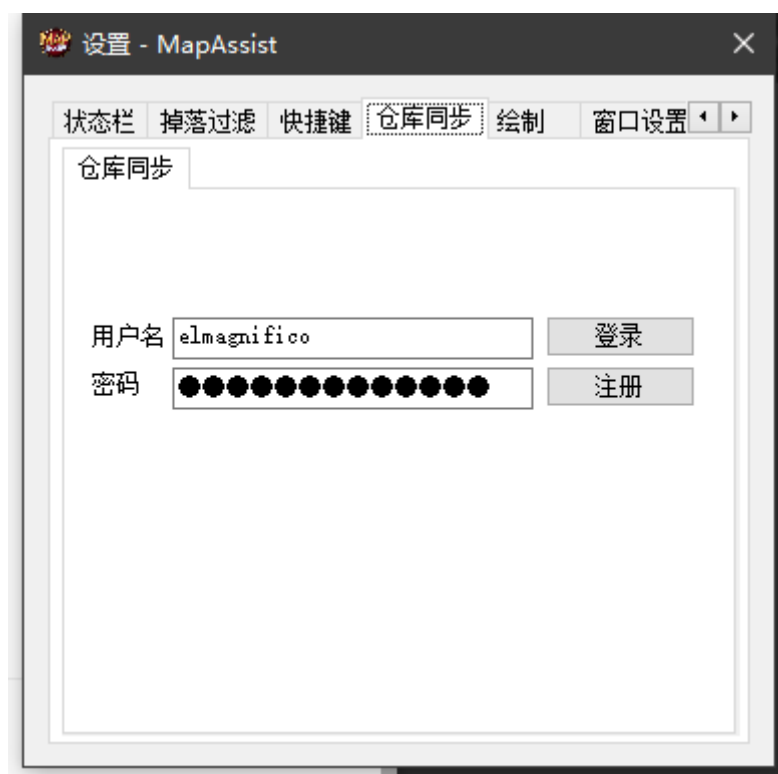 设置 - MapAssist
状态栏 掉落过滤 快捷键 仓库同步 绘制 窗口设置
仓库同步
用户名 elmagnifico 登录
密码 ●●●●●●●●●●●●● 注册